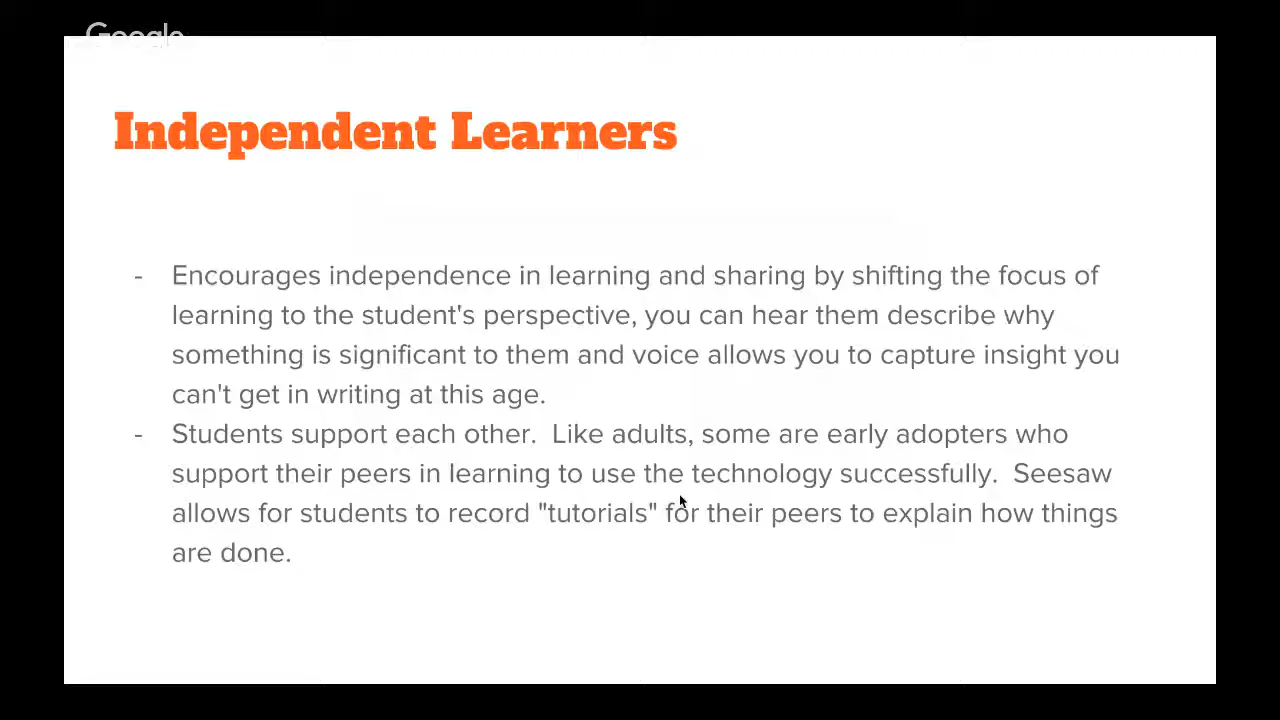 Google
Independent Learners
- Encourages independence in learning and sharing by shifting the focus of
learning to the student's perspective, you can hear them describe why
something is significant to them and voice allows you to capture insight you
can't get in writing at this age.
- Students support each other.  Like adults, some are early adopters who
support their peers in learning to use the technology successfully.  Seesaw
allows for students to record "tutorials" for their peers to explain how things
are done.